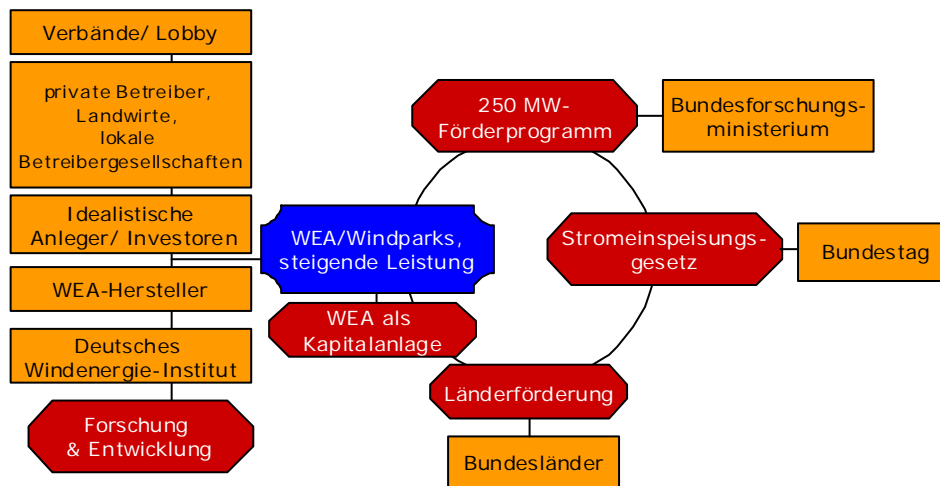 Verbände/ Lobby
private Betreiber,
Landwirte,
lokale
Betreibergesellschaften
Idealistische
Anleger/ Investoren
WEA-Hersteller
Deutsches
Windenergie-Institut
Forschung
& Entwicklung
WEA/Windparks,
steigende Leistung
WEA als
Kapitalanlage
250 MW-
Förderprogramm
Bundesforschungs-
ministerium
Stromeinspeisungs-
gesetz
Bundestag
Länderförderung
Bundesländer